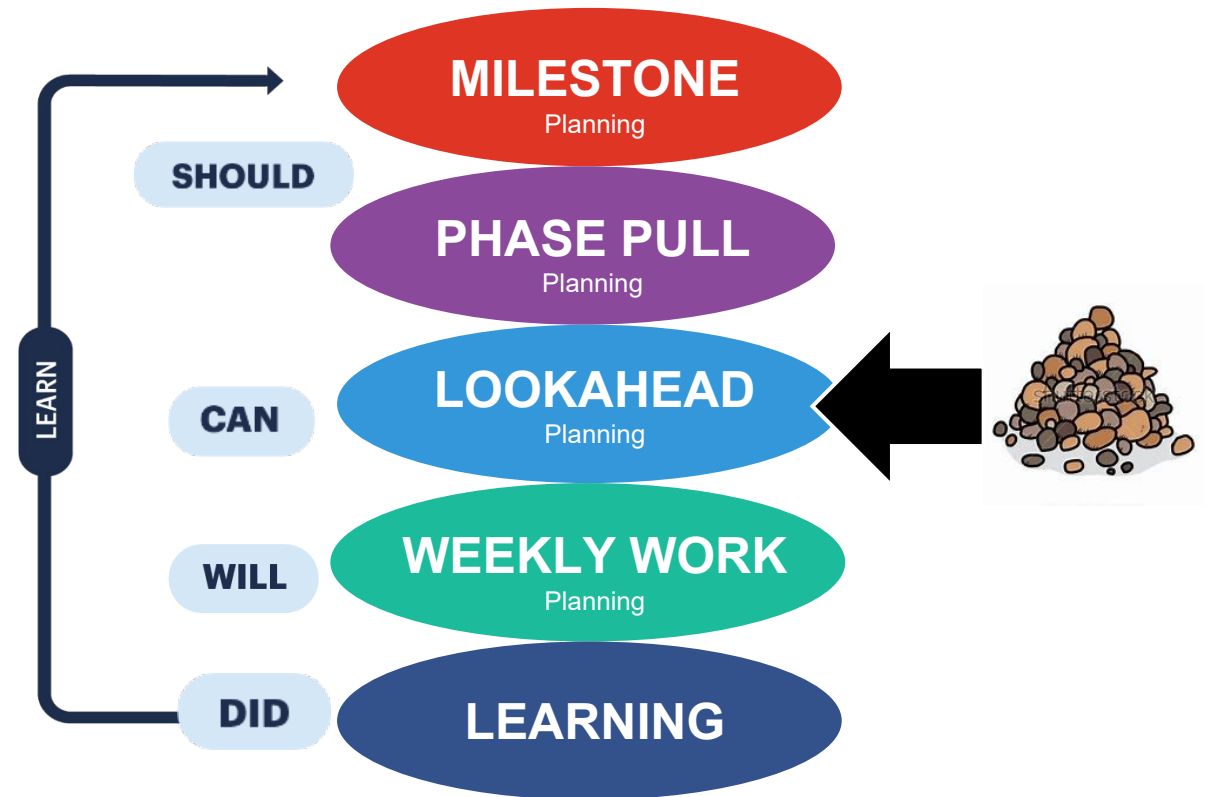 MILESTONE
Planning
SHOULD
PHASE PULL
Planning
LEARN
CAN
LOOKAHEAD
Planning
WILL
WEEKLY WORK
Planning
DID
LEARNING